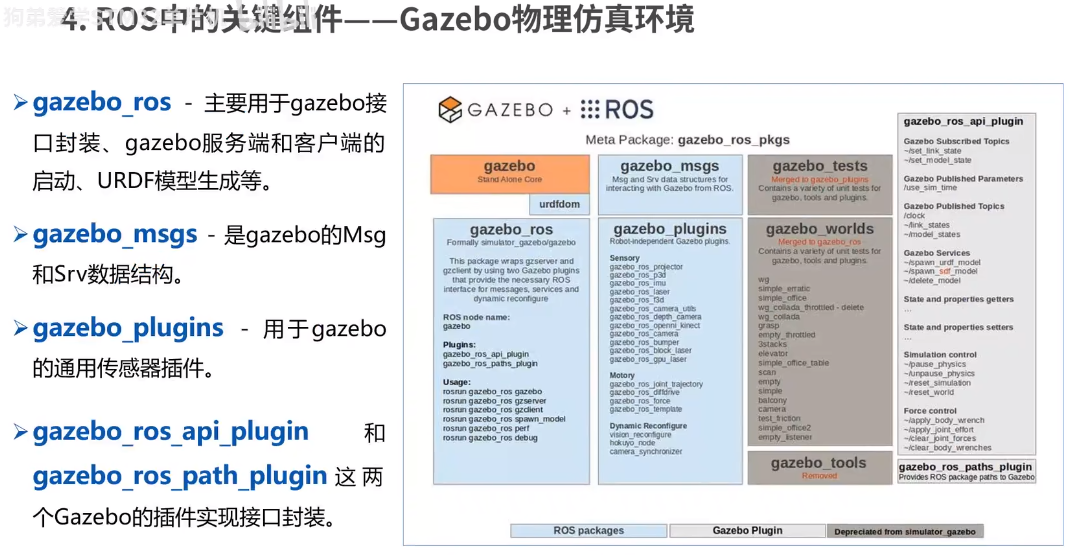 4. ROS中的关键组件——Gazebo物理仿真环境
➢gazebo_ros - 主要用于gazebo接
口封装、gazebo服务端和客户端的
启动、URDF模型生成等。
➢gazebo_msgs - 是gazebo的Msg
和Srv数据结构。
➢gazebo_plugins - 用于gazebo
的通用传感器插件。
➢gazebo_ros_api_plugin 和
gazebo_ros_path_plugin 这两
个Gazebo的插件实现接口封装。
GAZEBO + ROS
Meta Package: gazebo_ros_pkgs
gazebo
Stand Alone Core
urdfdom
gazebo_ros
Formally simulator_gazebo/gazebo
This package wraps gzserver and
gzclient by using two Gazebo plugins
that provide the necessary ROS
interface for messages, services and
dynamic reconfigure
ROS node name:
gazebo
Plugins:
gazebo_ros_api_plugin
gazebo_ros_paths_plugin
Usage:
rosrun gazebo_ros gazebo
rosrun gazebo_ros gzserver
rosrun gazebo_ros gzclient
rosrun gazebo_ros spawn_model
rosrun gazebo_ros perf
rosrun gazebo_ros debug
gazebo_msgs
Msg and Srv data structures for
interacting with Gazebo from ROS.
gazebo_plugins
Robot-independent Gazebo plugins.
Sensory
gazebo_ros_projector
gazebo_ros_p3d
gazebo_ros_imu
gazebo_ros_laser
gazebo_ros_f3d
gazebo_ros_camera_utils
gazebo_ros_depth_camera
gazebo_ros_openni_kinect
gazebo_ros_camera
gazebo_ros_bumper
gazebo_ros_block_laser
gazebo_ros_gpu_laser
Motory
gazebo_ros_joint_trajectory
gazebo_ros_diffdrive
gazebo_ros_force
gazebo_ros_template
Dynamic Reconfigure
vision_reconfigure
hokuyo_node
camera_synchronizer
gazebo_tests
Merged to gazebo_plugins
Contains a variety of unit tests for
gazebo, tools and plugins.
gazebo_worlds
Merged to gazebo_ros
Contains a variety of unit tests for
gazebo, tools and plugins.
wg
simple_erratic
simple_office
wg_collada_throttled - delete
wg_collada
grasp
empty_throttled
3stacks
elevator
simple_office_table
scan
empty
simple
balcony
camera
test_friction
simple_office2
empty_listener
gazebo_tools
Removed
gazebo_ros_api_plugin
Gazebo Subscribed Topics
~/set_link_state
~/set_model_state
Gazebo Published Parameters
/use_sim_time
Gazebo Published Topics
/clock
~/link_states
~/model_states
Gazebo Services
~/spawn_urdf_model
~/spawn_sdf_model
~/delete_model
State and properties getters
...
State and properties setters
...
Simulation control
~/pause_physics
~/unpause_physics
~/reset_simulation
~/reset_world
Force control
~/apply_body_wrench
~/apply_joint_effort
~/clear_joint_forces
~/clear_body_wrenches
gazebo_ros_paths_plugin
Provides ROS package paths to Gazebo
ROS packages
Gazebo Plugin
Depreciated from simulator_gazebo